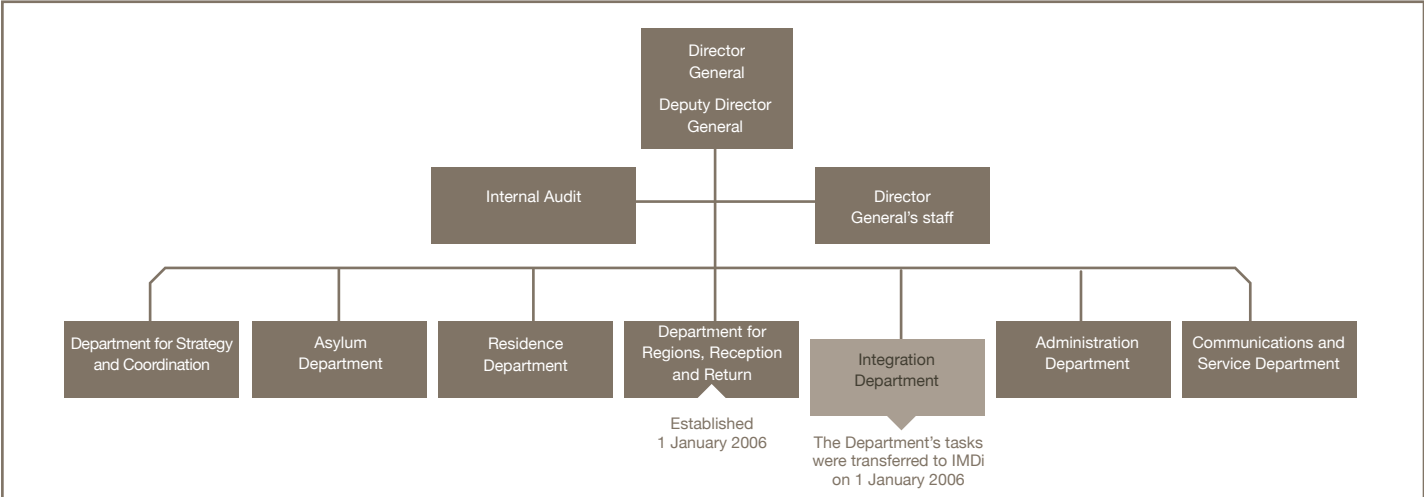 Director
General
Deputy Director
General
Internal Audit
Director
General's staff
Department for Strategy
and Coordination
Asylum
Department
Residence
Department
Department for
Regions, Reception
and Return
Integration
Department
Administration
Department
Communications and
Service Department
Established
1 January 2006
The Department's tasks
were transferred to IMDi
on 1 January 2006